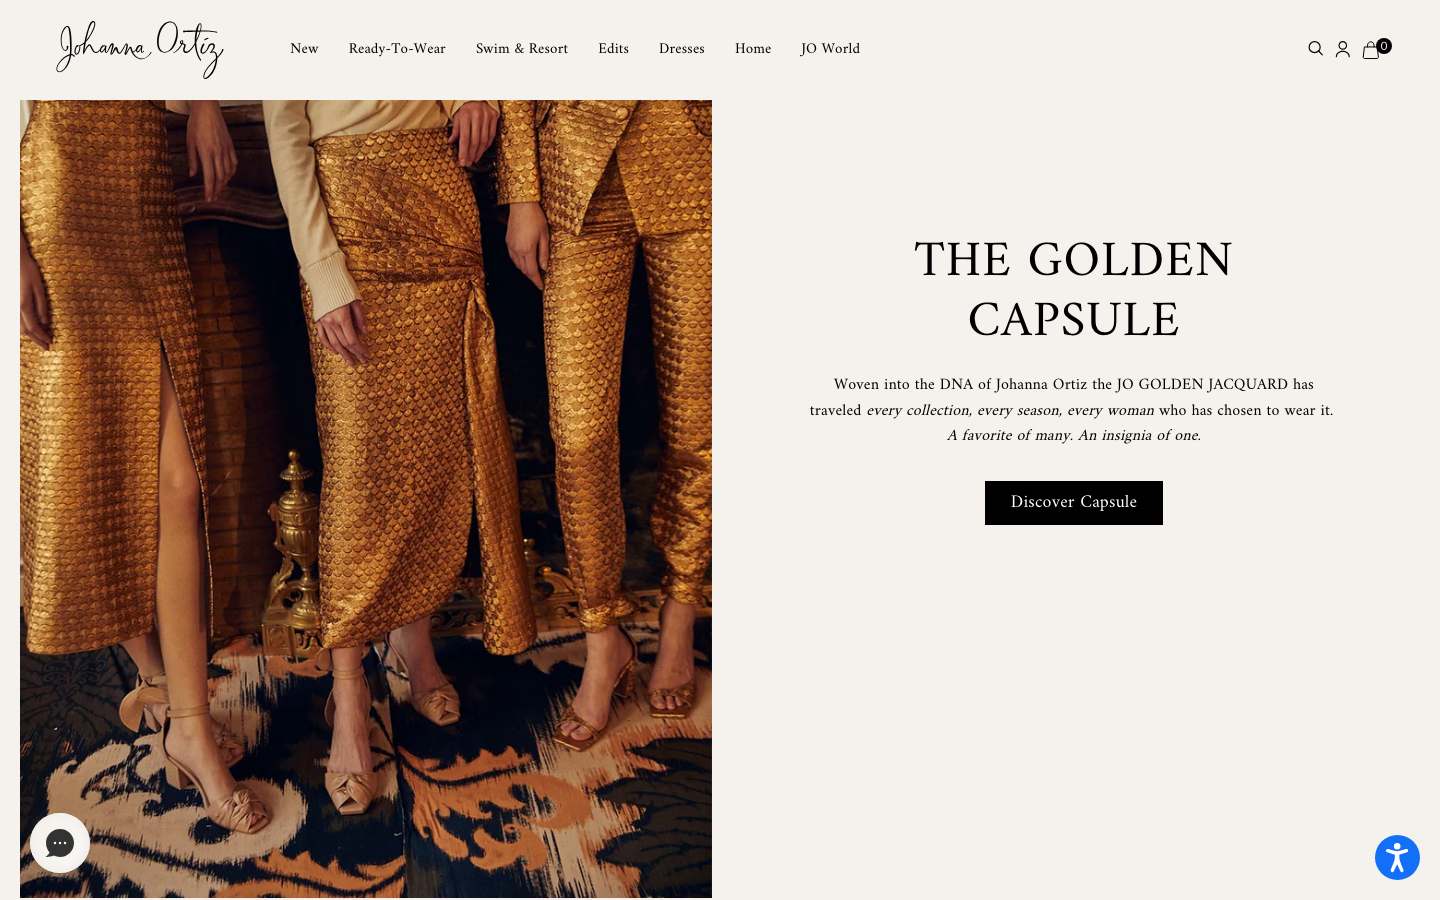 Johanna Ortiz
New
Ready-To-Wear
Swim & Resort
Edits
Dresses
Home
JO World
0
THE GOLDEN
CAPSULE
Woven into the DNA of Johanna Ortiz the JO GOLDEN JACQUARD has
traveled every collection, every season, every woman who has chosen to wear it.
A favorite of many. An insignia of one.
Discover Capsule